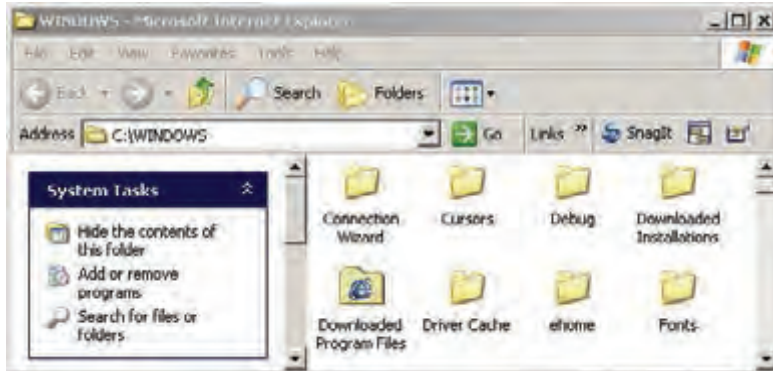 WINDOWS - Microsoft Internet Explorer
File Edit View Favorites Tools Help
Back Search Folders
Address C:\WINDOWS Go Links » SnagIt
System Tasks
Hide the contents of
this folder
Add or remove
programs
Search for files or
folders
Connection
Wizard
Cursors
Debug
Downloaded
Installations
Downloaded
Program Files
Driver Cache
ehome
Fonts